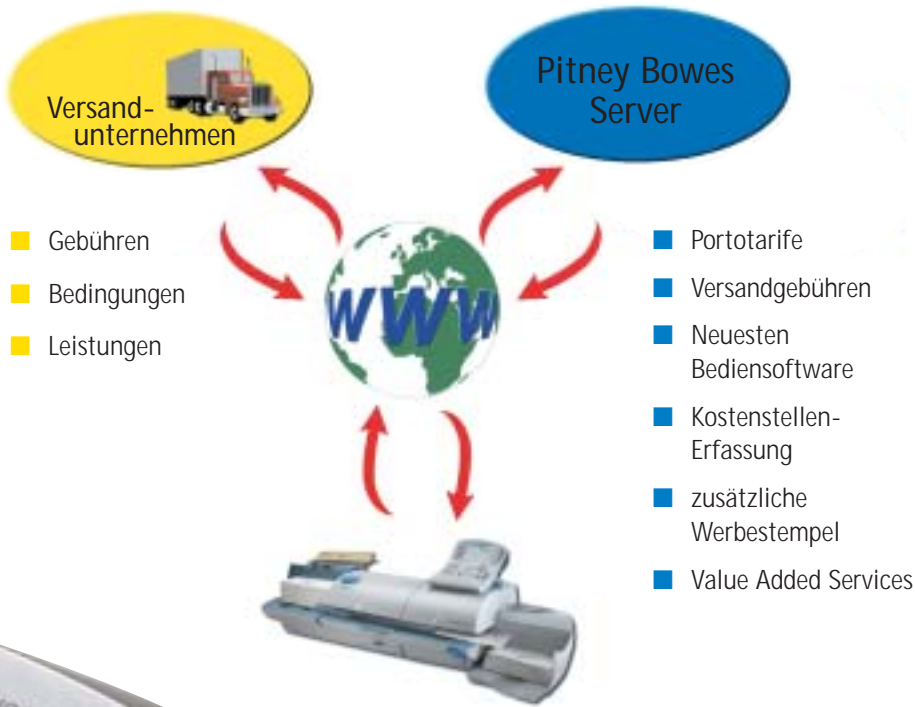 Versand-
unternehmen
Pitney Bowes
Server
Gebühren
Bedingungen
Leistungen
WWW
Portotarife
Versandgebühren
Neuesten
Bediensoftware
Kostenstellen-
Erfassung
zusätzliche
Werbestempel
Value Added Services